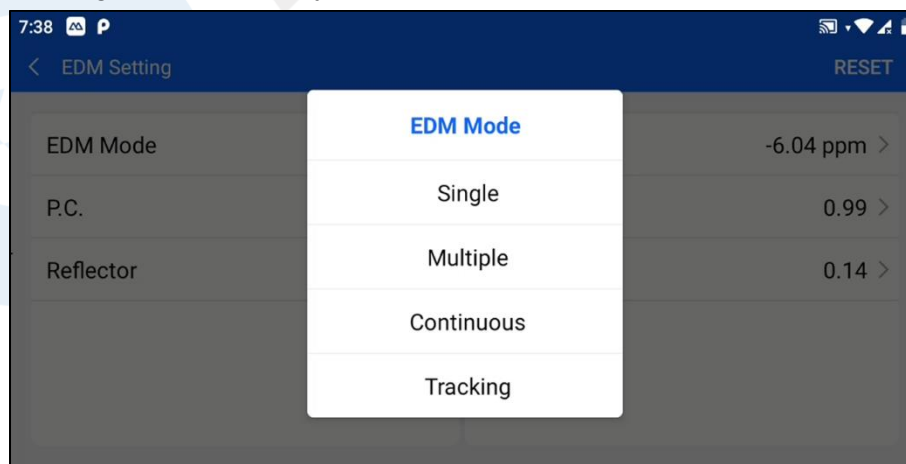 7:38 P
EDM Setting RESET
EDM Mode
P.C.
Reflector
EDM Mode
Single
Multiple
Continuous
Tracking
-6.04 ppm
0.99
0.14